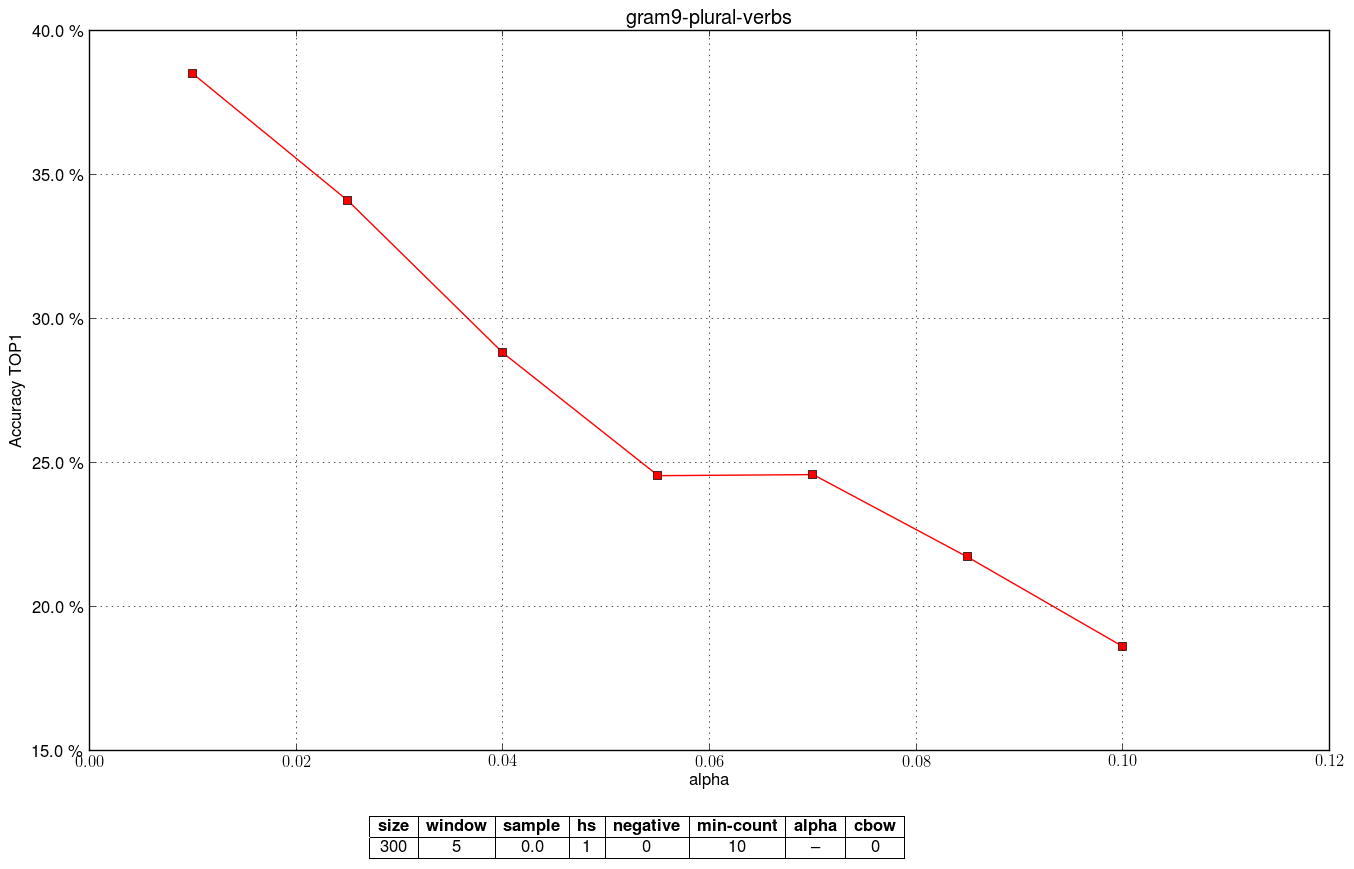 gram9-plural-verbs
40.0 %
35.0 %
30.0 %
25.0 %
20.0 %
15.0 %
Accuracy TOP1
0.00 0.02 0.04 0.06 0.08 0.10 0.12
alpha
size window sample hs negative min-count alpha cbow
300 5 0.0 1 0 10 – 0